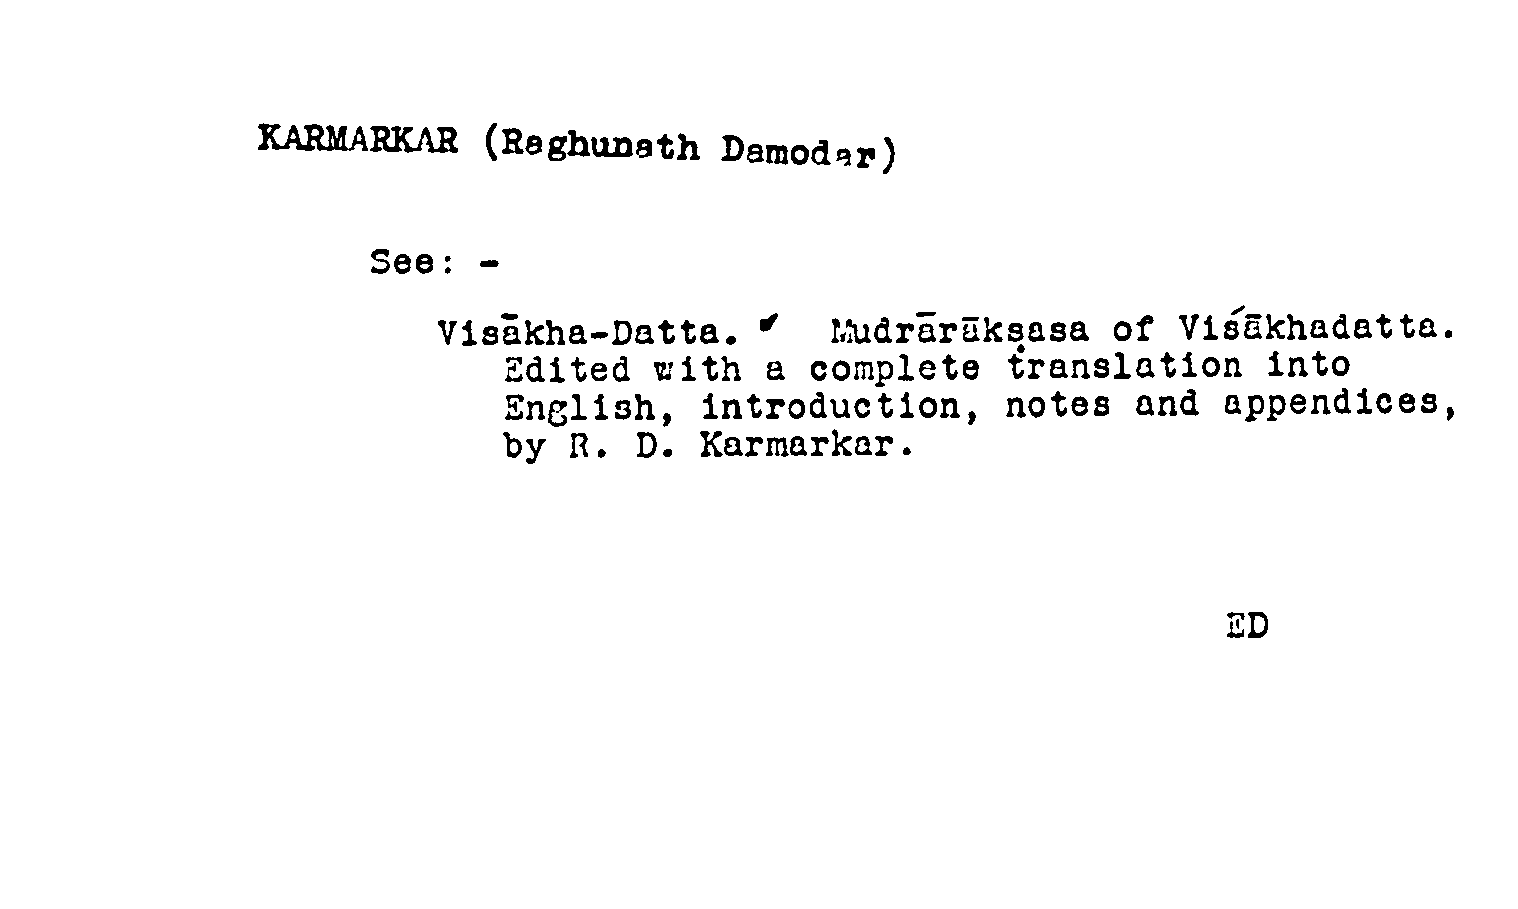 KARMARKAR (Raghunath Damodar)
See: -
Visākha-Datta. Mudrārākṣasa of Viśākhadatta.
Edited with a complete translation into
English, introduction, notes and appendices,
by R. D. Karmarkar.
ED